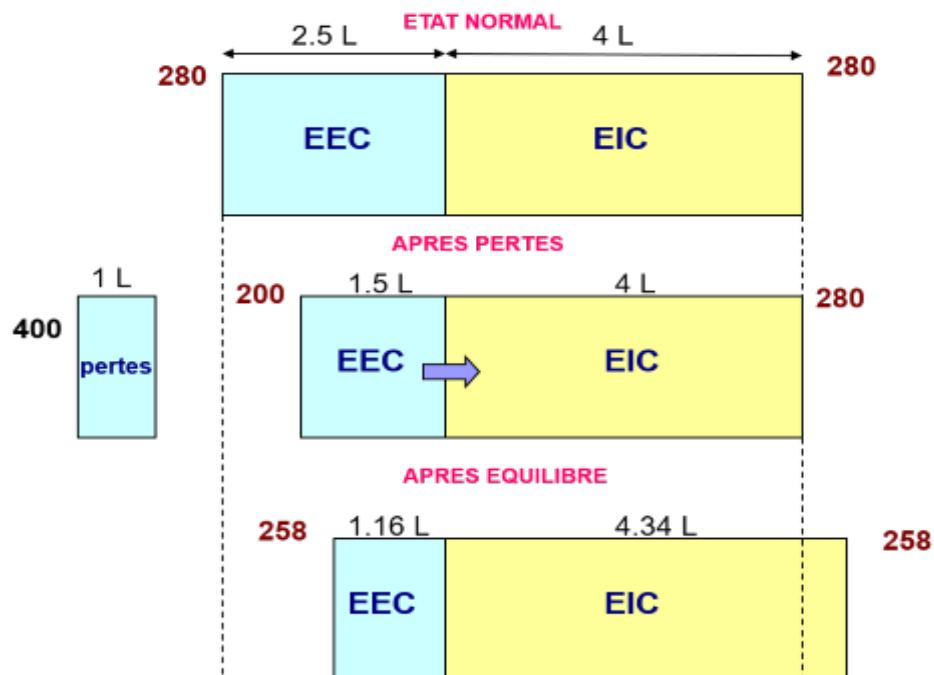 ETAT NORMAL
2.5 L 4 L
280 280
EEC EIC
APRES PERTES
1 L 200 1.5 L 4 L 280
400
pertes EEC EIC
APRES EQUILIBRE
258 1.16 L 4.34 L 258
EEC EIC